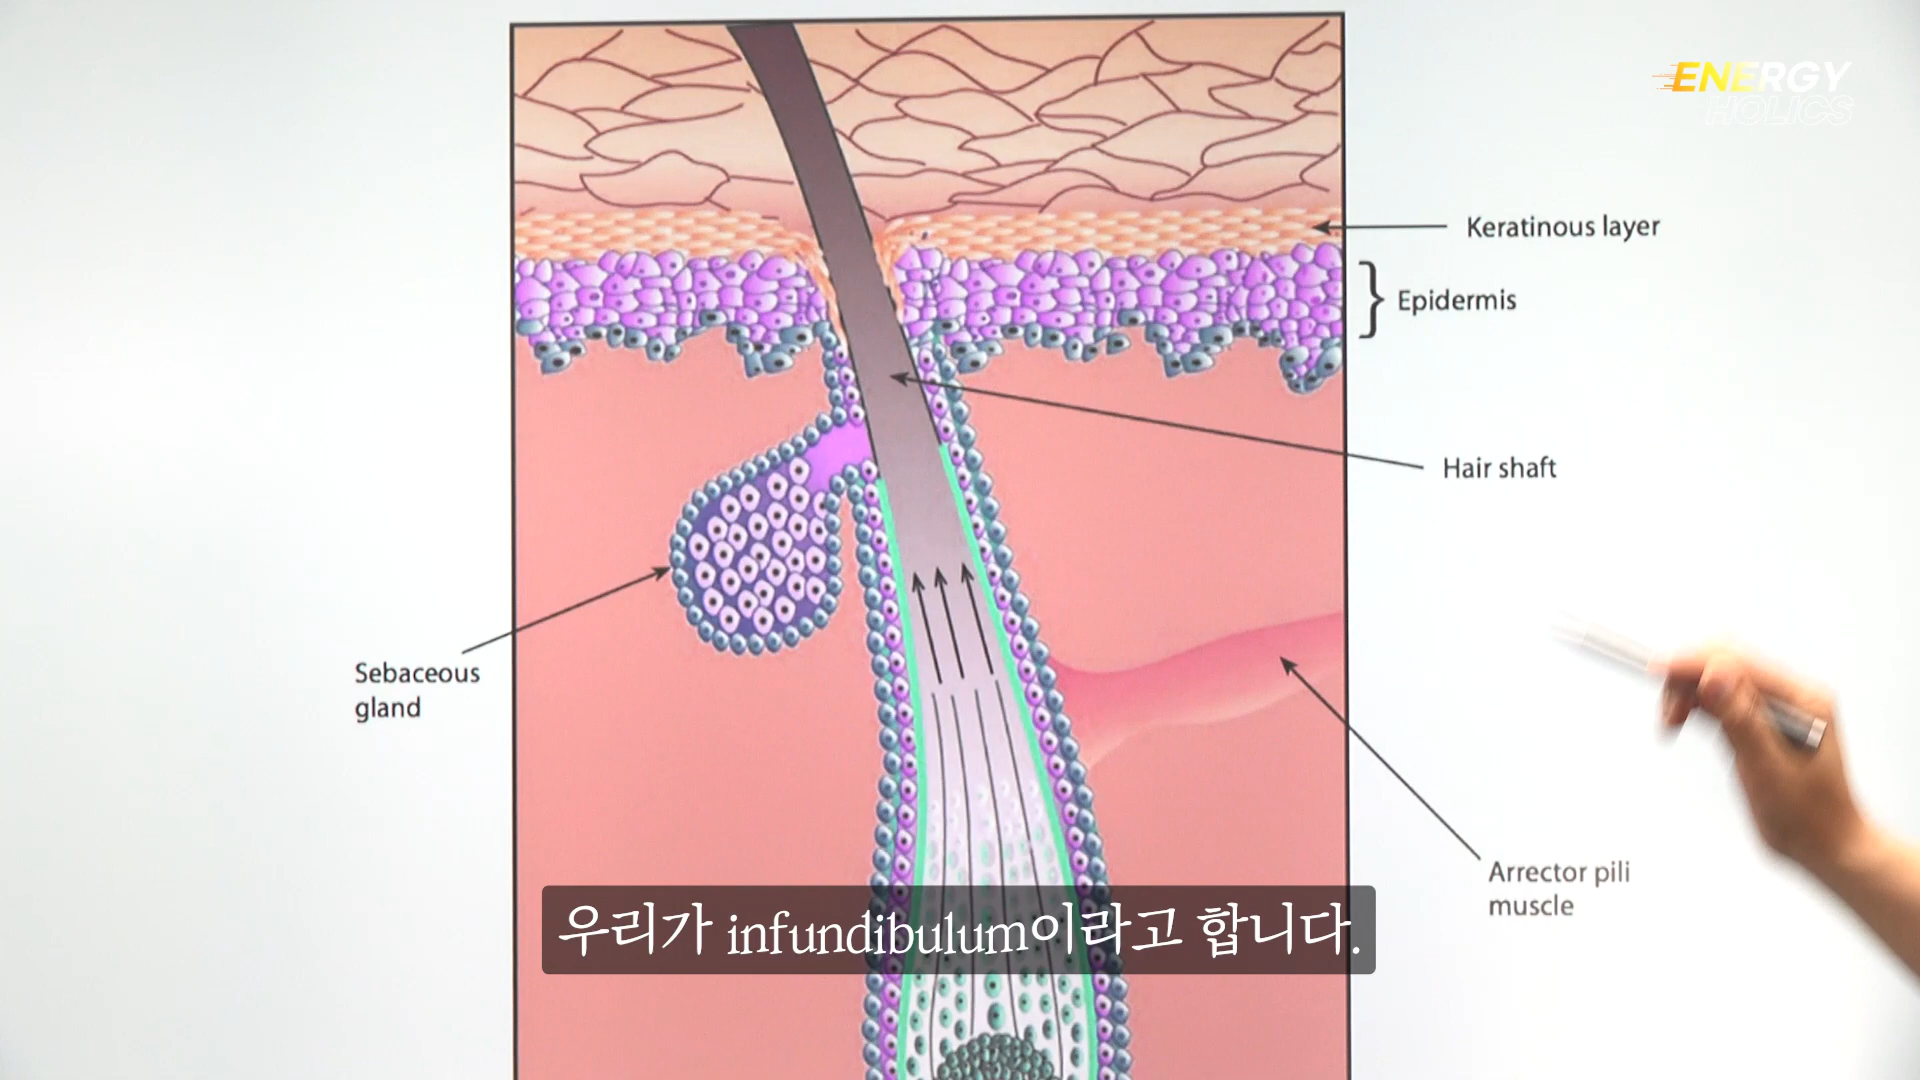 ENERGY
HOLICS
Keratinous layer
Epidermis
Hair shaft
Sebaceous
gland
Arrector pili
muscle
우리가 infundibulum이라고 합니다.